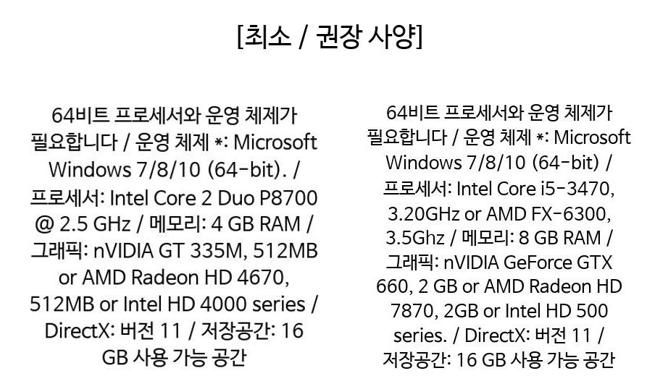 [최소 / 권장 사양]
64비트 프로세서와 운영 체제가
필요합니다 / 운영 체제 *: Microsoft
Windows 7/8/10 (64-bit). /
프로세서: Intel Core 2 Duo P8700
@ 2.5 GHz / 메모리: 4 GB RAM /
그래픽: nVIDIA GT 335M, 512MB
or AMD Radeon HD 4670,
512MB or Intel HD 4000 series /
DirectX: 버전 11 / 저장공간: 16
GB 사용 가능 공간
64비트 프로세서와 운영 체제가
필요합니다 / 운영 체제 *: Microsoft
Windows 7/8/10 (64-bit) /
프로세서: Intel Core i5-3470,
3.20GHz or AMD FX-6300,
3.5Ghz / 메모리: 8 GB RAM /
그래픽: nVIDIA GeForce GTX
660, 2 GB or AMD Radeon HD
7870, 2GB or Intel HD 500
series. / DirectX: 버전 11 /
저장공간: 16 GB 사용 가능 공간